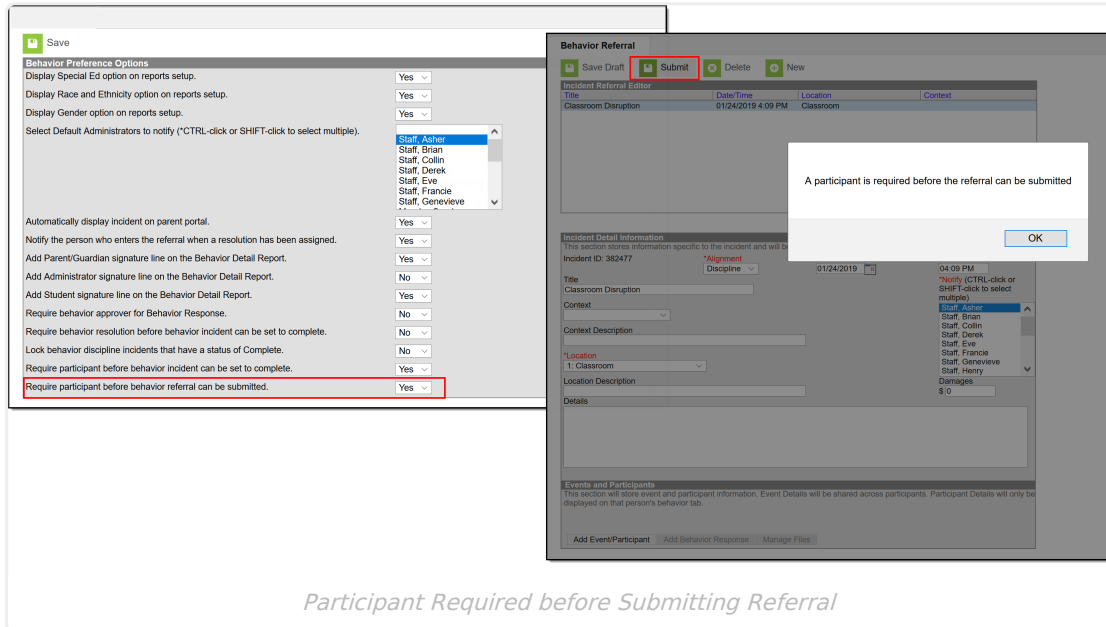 Save
Behavior Preference Options
Display Special Ed option on reports setup.
Yes
Display Race and Ethnicity option on reports setup.
Yes
Display Gender option on reports setup.
Yes
Select Default Administrators to notify (*CTRL-click or SHIFT-click to select multiple).
Staff, Asher
Staff, Brian
Staff, Collin
Staff, Derek
Staff, Eve
Staff, Francie
Staff, Genevieve
Automatically display incident on parent portal.
Yes
Notify the person who enters the referral when a resolution has been assigned.
Yes
Add Parent/Guardian signature line on the Behavior Detail Report.
Yes
Add Administrator signature line on the Behavior Detail Report.
No
Add Student signature line on the Behavior Detail Report.
Yes
Require behavior approver for Behavior Response.
No
Require behavior resolution before behavior incident can be set to complete.
No
Lock behavior discipline incidents that have a status of Complete.
No
Require participant before behavior incident can be set to complete.
Yes
Require participant before behavior referral can be submitted.
Yes
Behavior Referral
Save Draft Submit Delete New
Incident Referral Editor
Title Date/Time Location Context
Classroom Disruption 01/24/2019 4:09 PM Classroom
A participant is required before the referral can be submitted
OK
Incident Detail Information
This section stores information specific to the incident and will be
Incident ID: 382477
*Alignment
Discipline
01/24/2019
04:09 PM
Title
Classroom Disruption
*Notify (CTRL-click or
SHIFT-click to select
multiple)
Staff, Asher
Staff, Brian
Staff, Collin
Staff, Derek
Staff, Eve
Staff, Francie
Staff, Genevieve
Staff, Henry
Context
Context Description
*Location
1: Classroom
Location Description
Damages
$ 0
Details
Events and Participants
This section will store event and participant information. Event Details will be shared across participants. Participant Details will only be
displayed on that person's behavior tab.
Add Event/Participant Add Behavior Response Manage Files
Participant Required before Submitting Referral